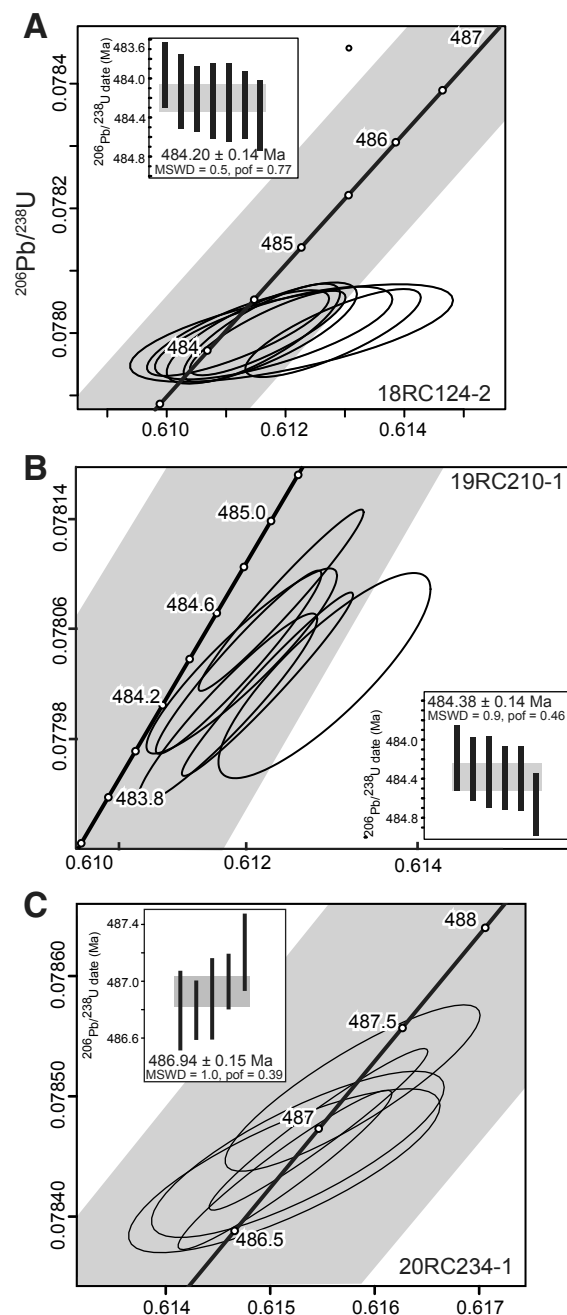 A
487
0.0784
483.6
484.0
484.4
484.8
206Pb/238U date (Ma)
484.20 ± 0.14 Ma
MSWD = 0.5, pof = 0.77
486
0.0782
206Pb/238U
485
0.0780
484
18RC124-2
0.610
0.612
0.614
B
19RC210-1
0.07814
485.0
484.6
0.07806
484.2
0.07798
483.8
484.38 ± 0.14 Ma
MSWD = 0.9, pof = 0.46
484.0
484.4
484.8
206Pb/238U date (Ma)
0.610
0.612
0.614
C
488
487.4
487.0
486.6
206Pb/238U date (Ma)
486.94 ± 0.15 Ma
MSWD = 1.0, pof = 0.39
0.07860
487.5
0.07850
487
0.07840
486.5
20RC234-1
0.614
0.615
0.616
0.617